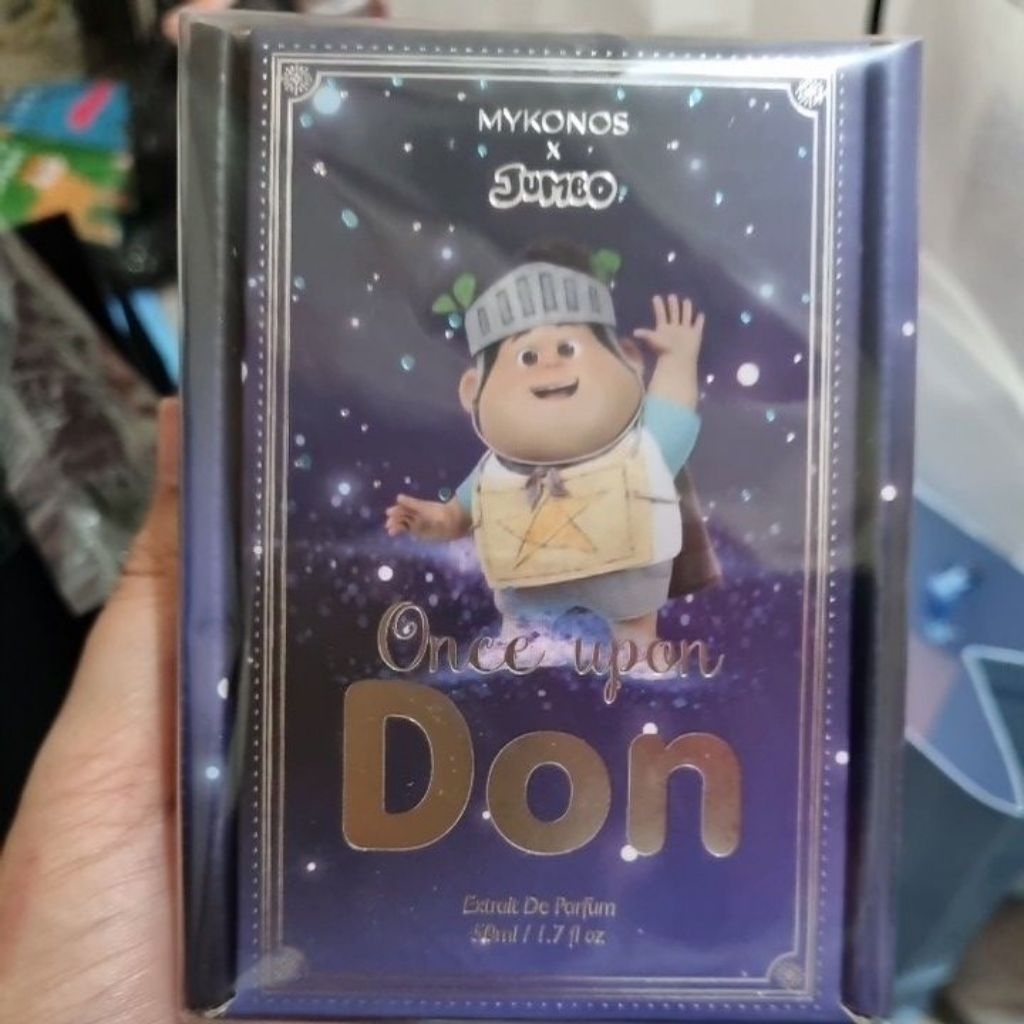 MYKONOS
X
JUMBO
Once upon
Don
Extrait De Parfum
50ml / 1.7 fl oz